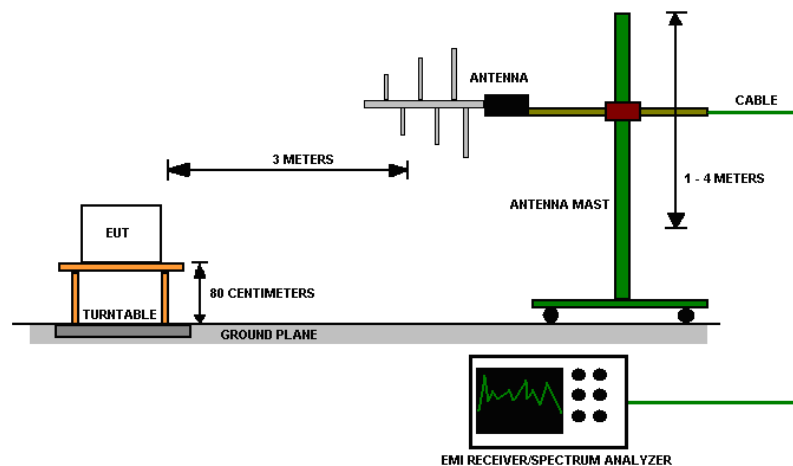 ANTENNA
CABLE
3 METERS
1 - 4 METERS
ANTENNA MAST
EUT
80 CENTIMETERS
TURNTABLE
GROUND PLANE
EMI RECEIVER/SPECTRUM ANALYZER